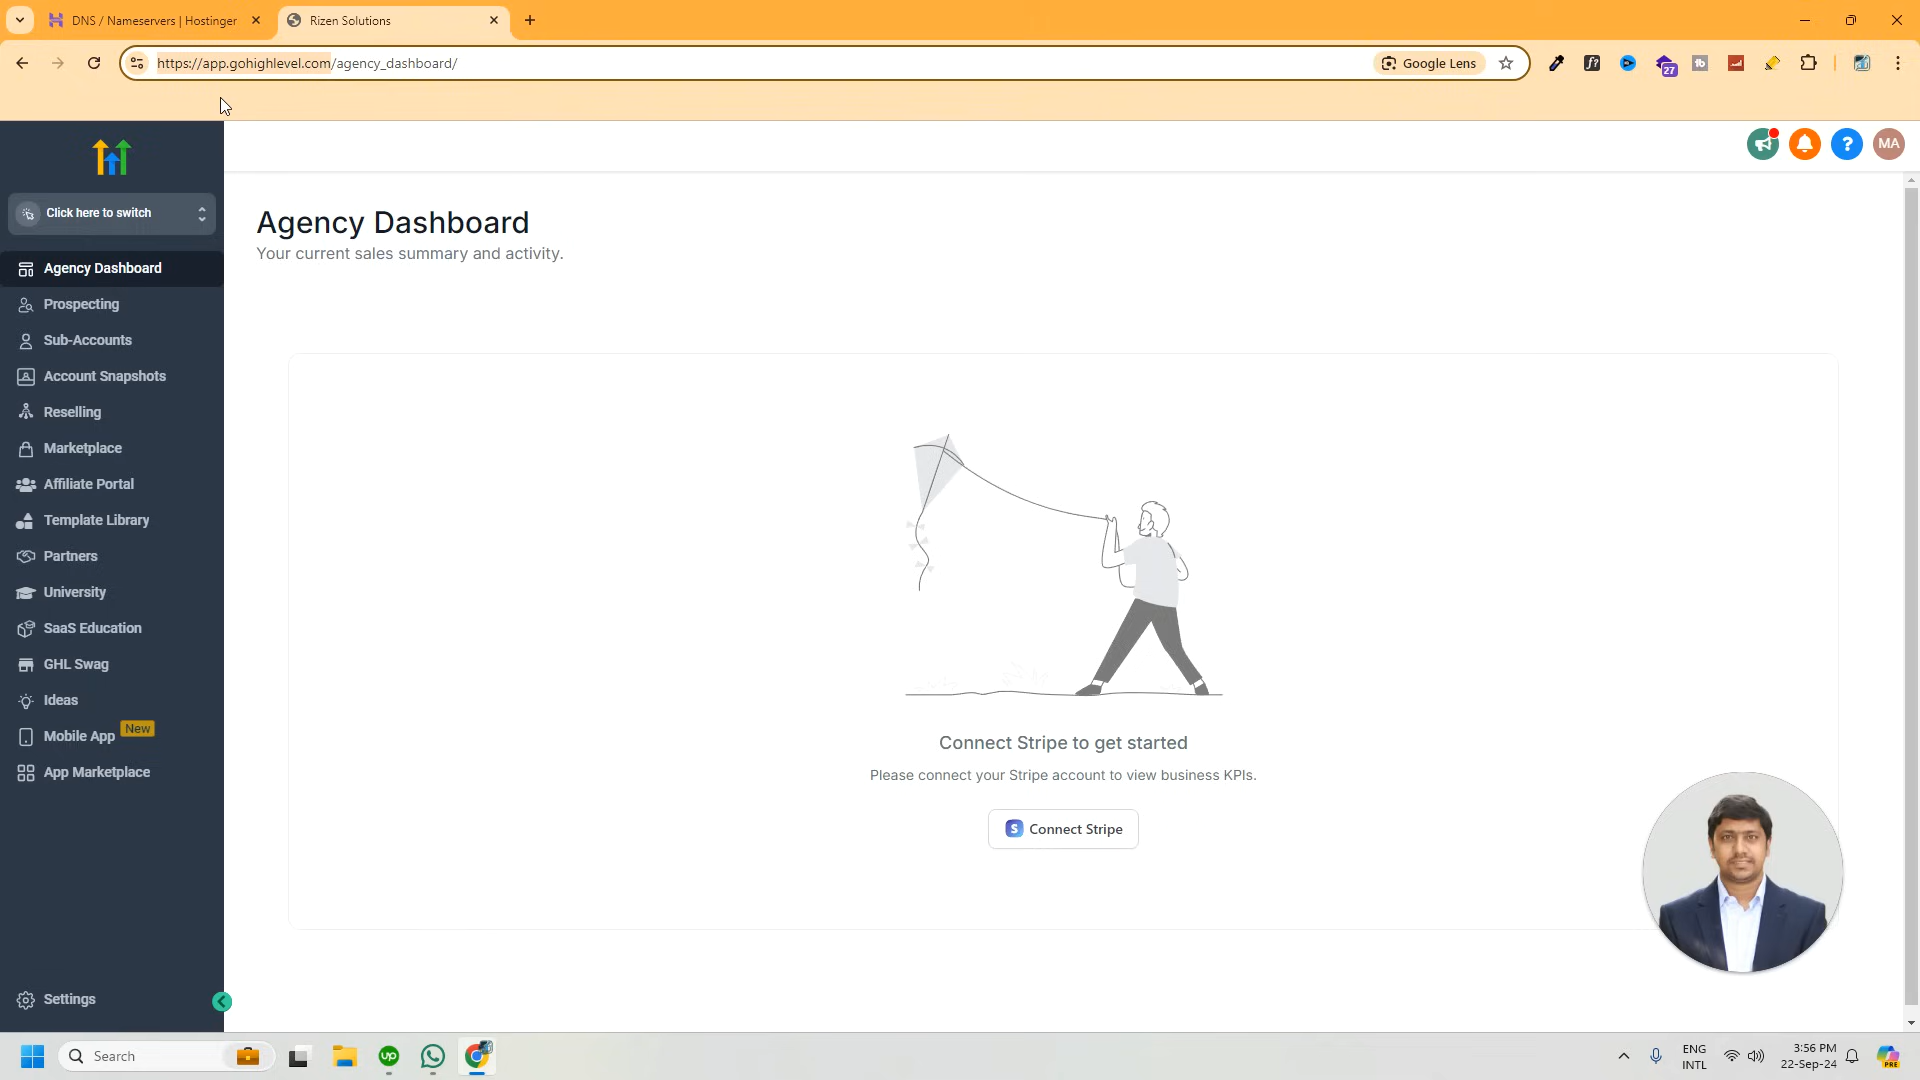 DNS / Nameservers | Hostinger
Rizen Solutions
https://app.gohighlevel.com/agency_dashboard/
Google Lens
27
Click here to switch
MA
Agency Dashboard
Your current sales summary and activity.
Agency Dashboard
Prospecting
Sub-Accounts
Account Snapshots
Reselling
Marketplace
Affiliate Portal
Template Library
Partners
University
SaaS Education
GHL Swag
Ideas
Mobile App New
App Marketplace
Settings
Connect Stripe to get started
Please connect your Stripe account to view business KPIs.
S Connect Stripe
Search
up
ENG
INTL
3:56 PM
22-Sep-24
PRE